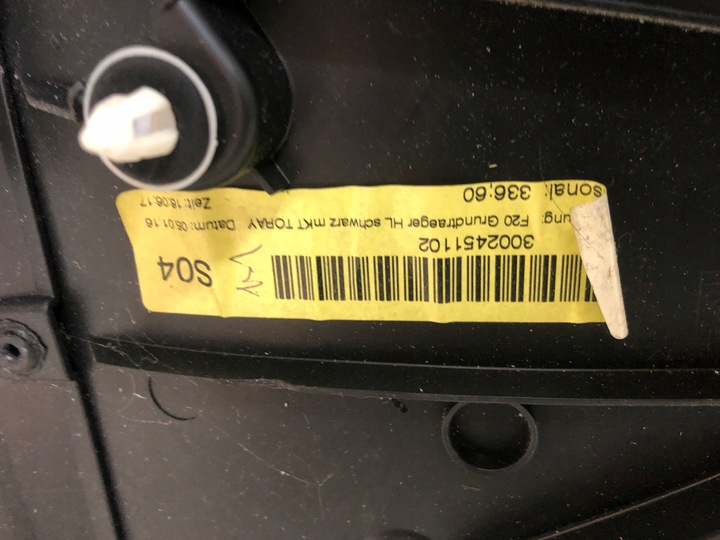 S04
3002451102
ung: F20 Grundtraeger HL schwarz mKT TORAY Datum: 05.01.16
sonal: 336:60 Zeit: 16:06:17